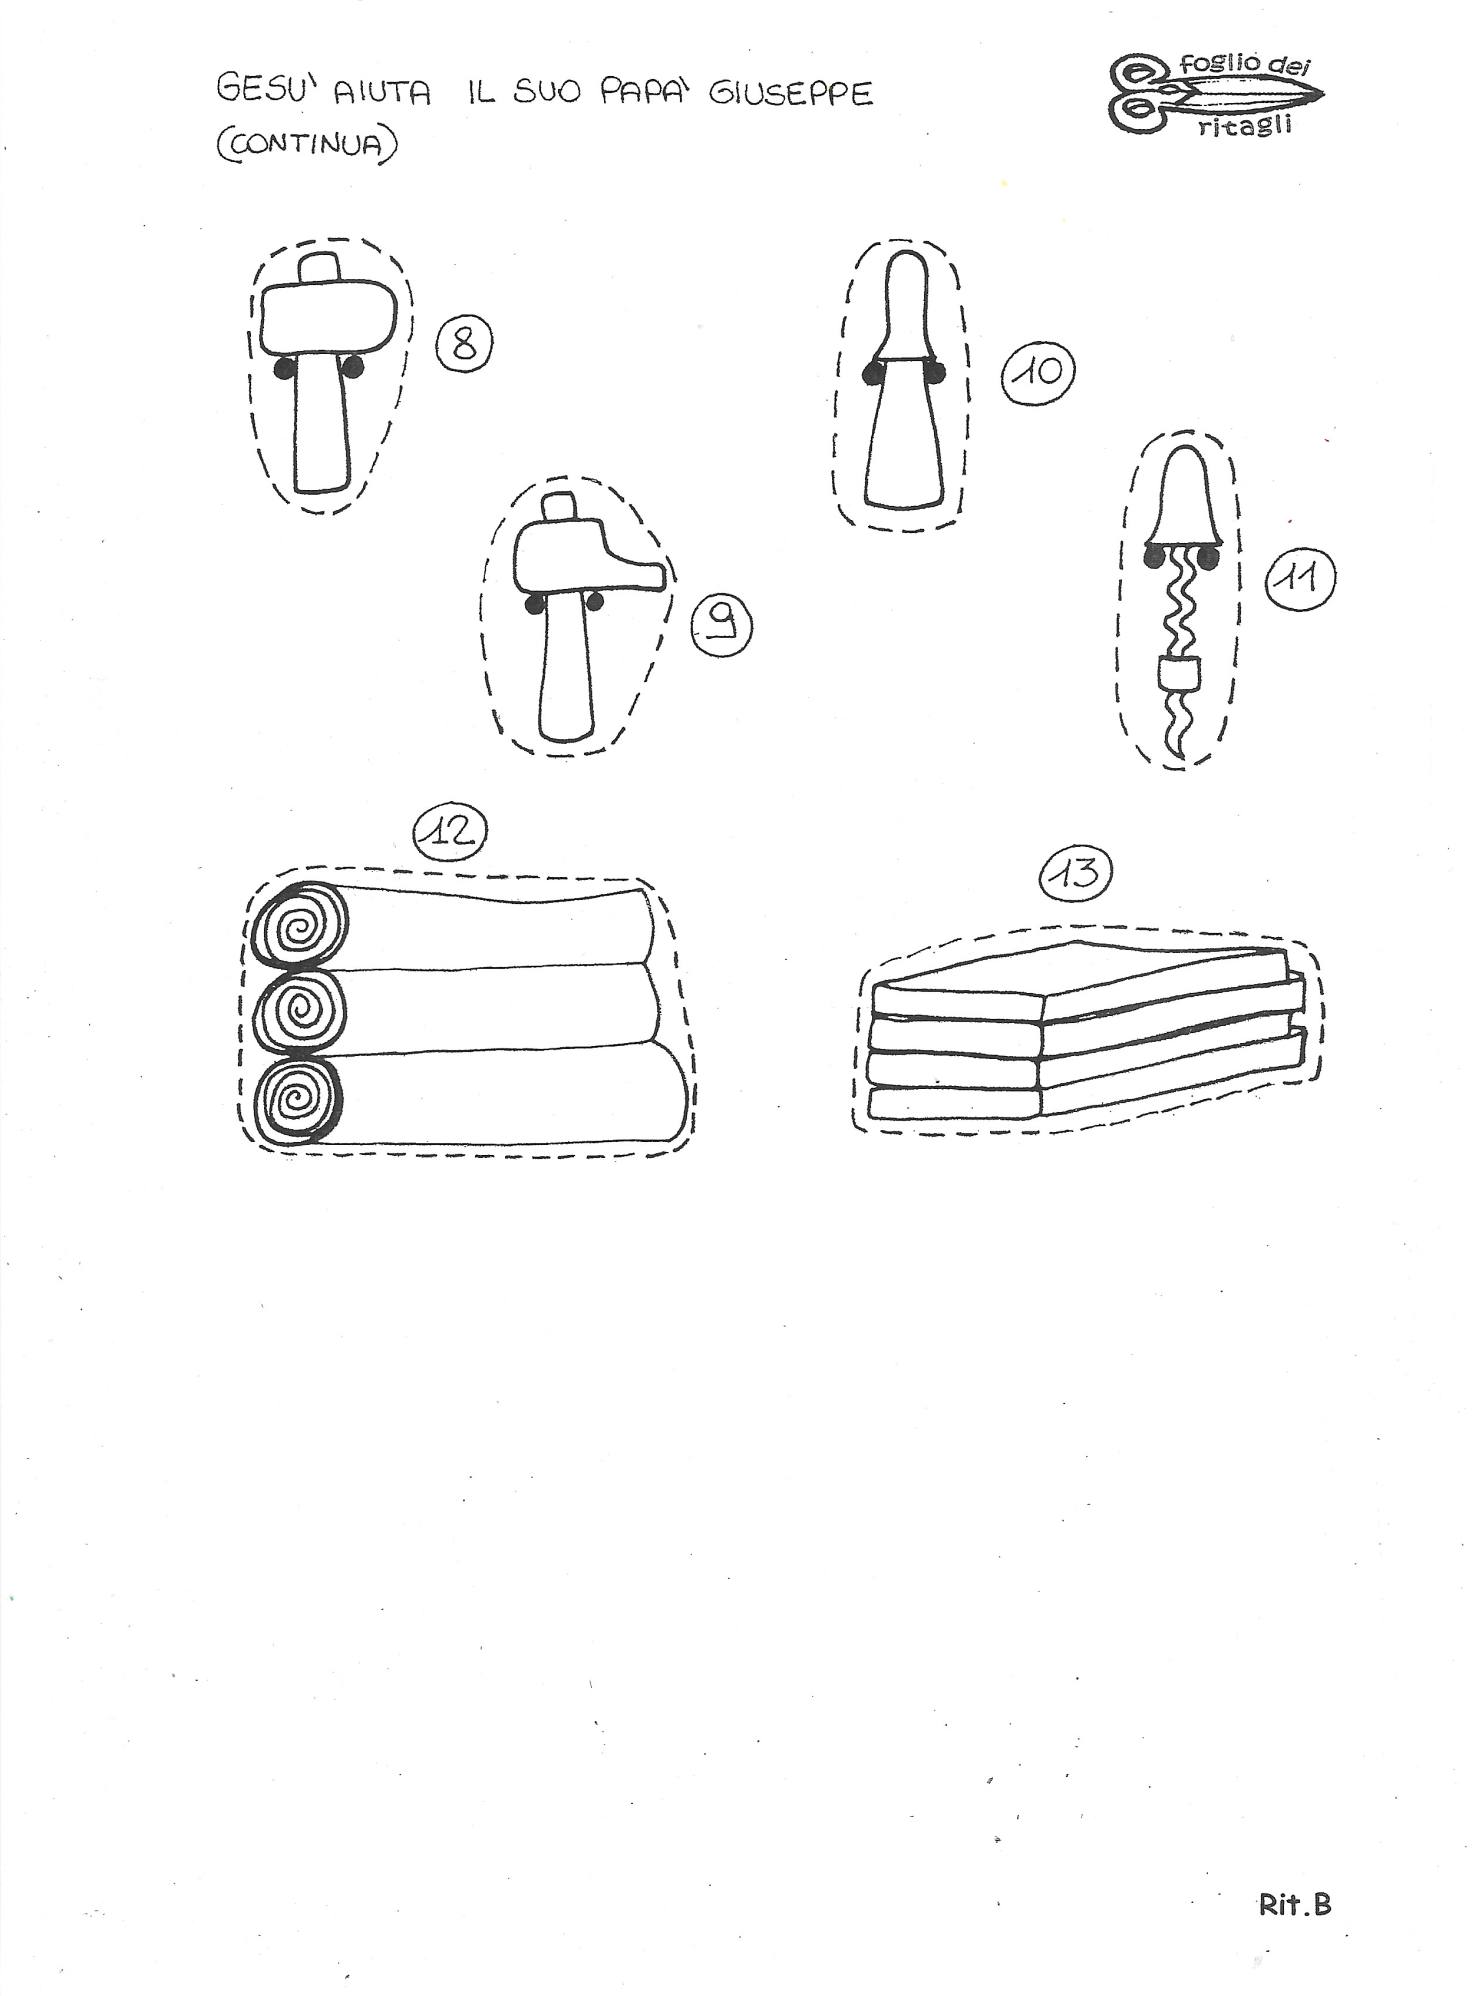 GESU' AIUTA IL SUO PAPA' GIUSEPPE
(CONTINUA)
foglio dei
ritagli
8
10
9
11
12
13
Rit.B